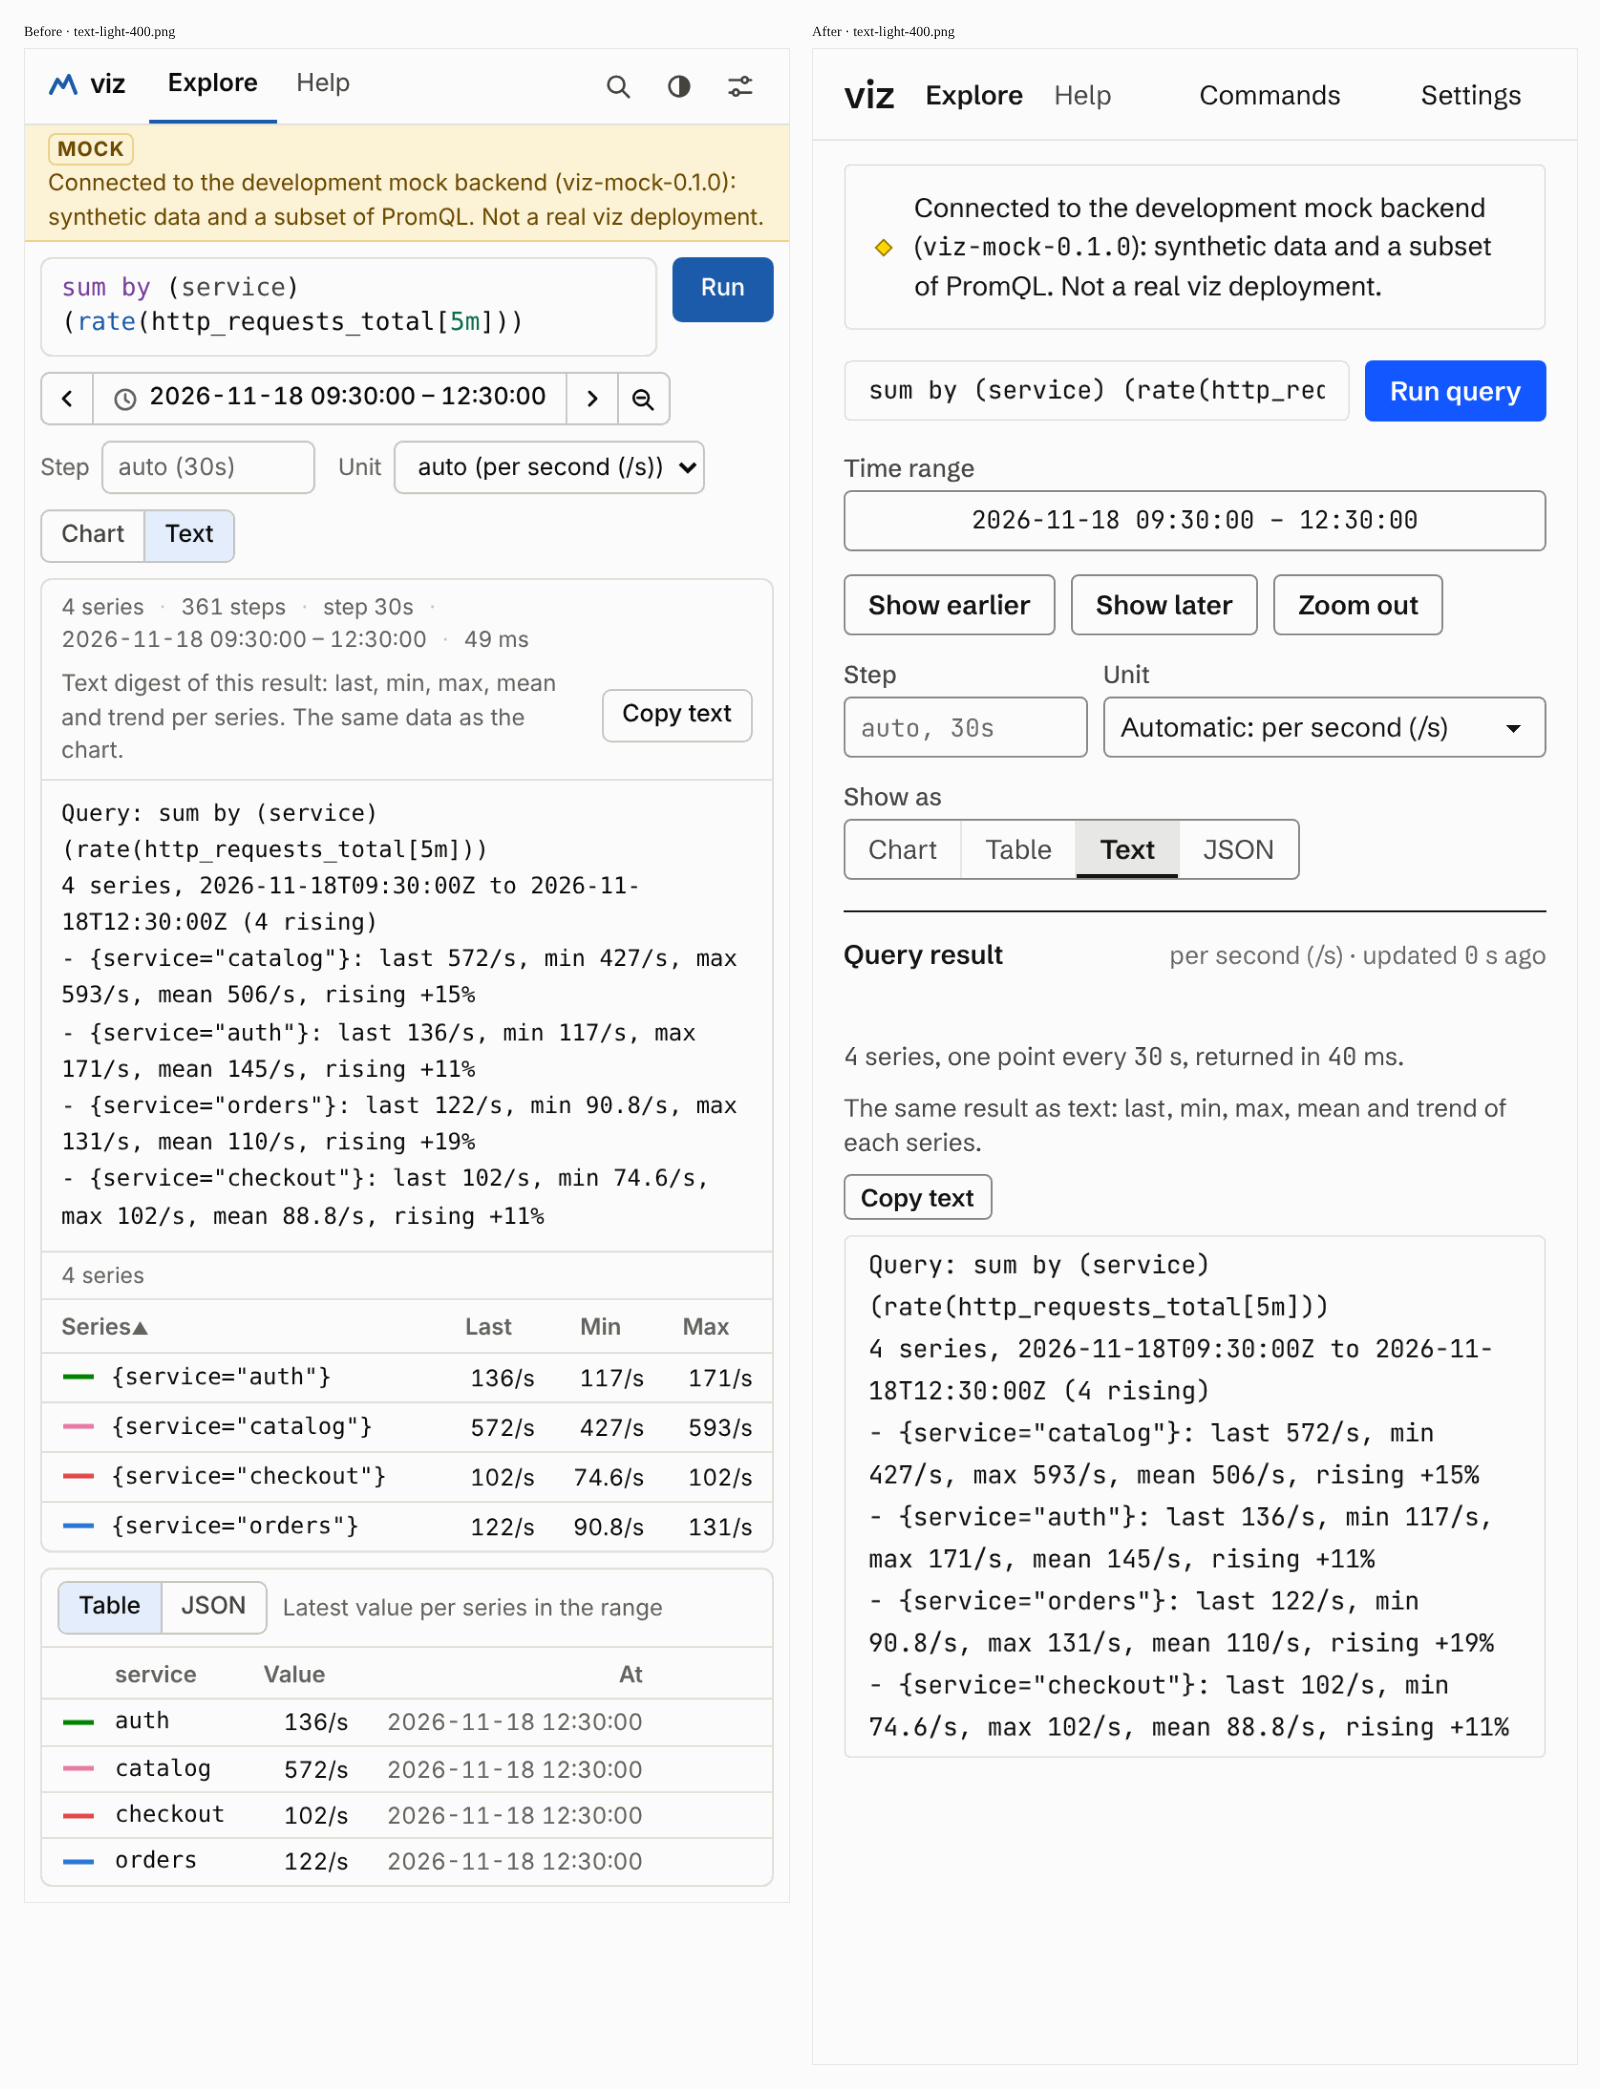 Before · text-light-400.png
viz Explore Help
MOCK
Connected to the development mock backend (viz-mock-0.1.0):
synthetic data and a subset of PromQL. Not a real viz deployment.
sum by (service)
(rate(http_requests_total[5m]))
Run
2026-11-18 09:30:00 – 12:30:00
Step auto (30s) Unit auto (per second (/s))
Chart Text
4 series · 361 steps · step 30s ·
2026-11-18 09:30:00 – 12:30:00 · 49 ms
Text digest of this result: last, min, max, mean
and trend per series. The same data as the
chart.
Copy text
Query: sum by (service)
(rate(http_requests_total[5m]))
4 series, 2026-11-18T09:30:00Z to 2026-11-
18T12:30:00Z (4 rising)
- {service="catalog"}: last 572/s, min 427/s, max
593/s, mean 506/s, rising +15%
- {service="auth"}: last 136/s, min 117/s, max
171/s, mean 145/s, rising +11%
- {service="orders"}: last 122/s, min 90.8/s, max
131/s, mean 110/s, rising +19%
- {service="checkout"}: last 102/s, min 74.6/s,
max 102/s, mean 88.8/s, rising +11%
4 series
Series▲ Last Min Max
{service="auth"} 136/s 117/s 171/s
{service="catalog"} 572/s 427/s 593/s
{service="checkout"} 102/s 74.6/s 102/s
{service="orders"} 122/s 90.8/s 131/s
Table JSON Latest value per series in the range
service Value At
auth 136/s 2026-11-18 12:30:00
catalog 572/s 2026-11-18 12:30:00
checkout 102/s 2026-11-18 12:30:00
orders 122/s 2026-11-18 12:30:00
After · text-light-400.png
viz Explore Help Commands Settings
Connected to the development mock backend
(viz-mock-0.1.0): synthetic data and a subset
of PromQL. Not a real viz deployment.
sum by (service) (rate(http_req
Run query
Time range
2026-11-18 09:30:00 – 12:30:00
Show earlier Show later Zoom out
Step Unit
auto, 30s Automatic: per second (/s)
Show as
Chart Table Text JSON
Query result per second (/s) · updated 0 s ago
4 series, one point every 30 s, returned in 40 ms.
The same result as text: last, min, max, mean and trend of
each series.
Copy text
Query: sum by (service)
(rate(http_requests_total[5m]))
4 series, 2026-11-18T09:30:00Z to 2026-11-
18T12:30:00Z (4 rising)
- {service="catalog"}: last 572/s, min
427/s, max 593/s, mean 506/s, rising +15%
- {service="auth"}: last 136/s, min 117/s,
max 171/s, mean 145/s, rising +11%
- {service="orders"}: last 122/s, min
90.8/s, max 131/s, mean 110/s, rising +19%
- {service="checkout"}: last 102/s, min
74.6/s, max 102/s, mean 88.8/s, rising +11%